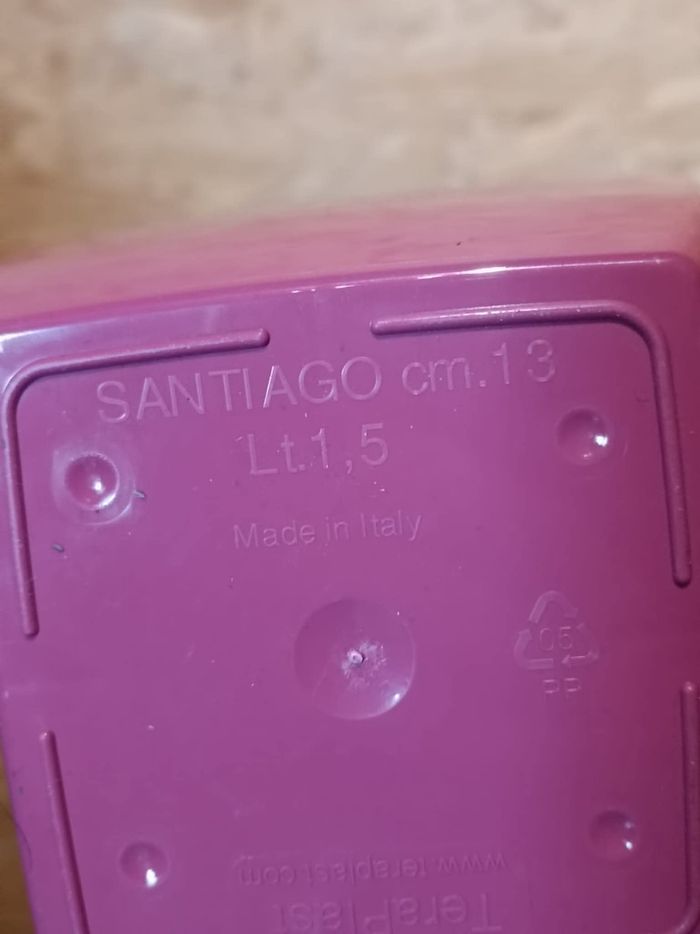 SANTIAGO cm.13
Lt.1,5
Made in Italy
05
PP
www.teraplast.com
TeraPlast